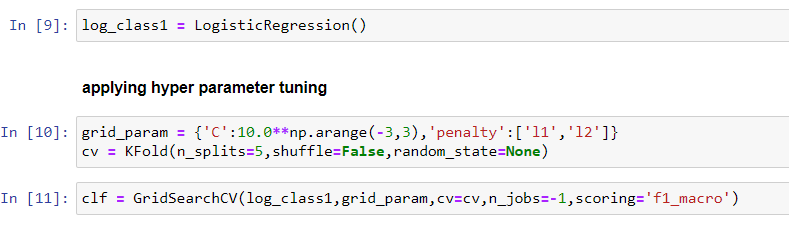 In [9]: log_class1 = LogisticRegression()
applying hyper parameter tuning
In [10]: grid_param = {'C':10.0**np.arange(-3,3),'penalty':['l1','l2']}
cv = KFold(n_splits=5,shuffle=False,random_state=None)
In [11]: clf = GridSearchCV(log_class1,grid_param,cv=cv,n_jobs=-1,scoring='f1_macro')